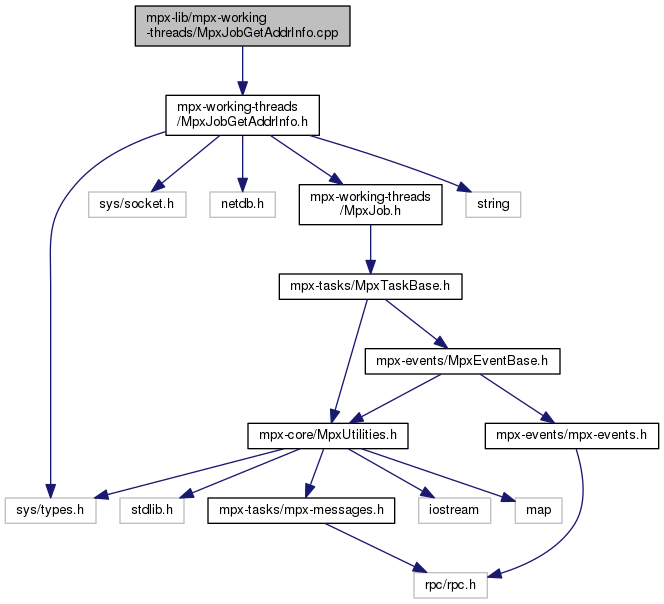 mpx-lib/mpx-working
-threads/MpxJobGetAddrInfo.cpp
mpx-working-threads
/MpxJobGetAddrInfo.h
sys/socket.h
netdb.h
mpx-working-threads
/MpxJob.h
string
mpx-tasks/MpxTaskBase.h
mpx-events/MpxEventBase.h
mpx-core/MpxUtilities.h
mpx-events/mpx-events.h
sys/types.h
stdlib.h
mpx-tasks/mpx-messages.h
iostream
map
rpc/rpc.h